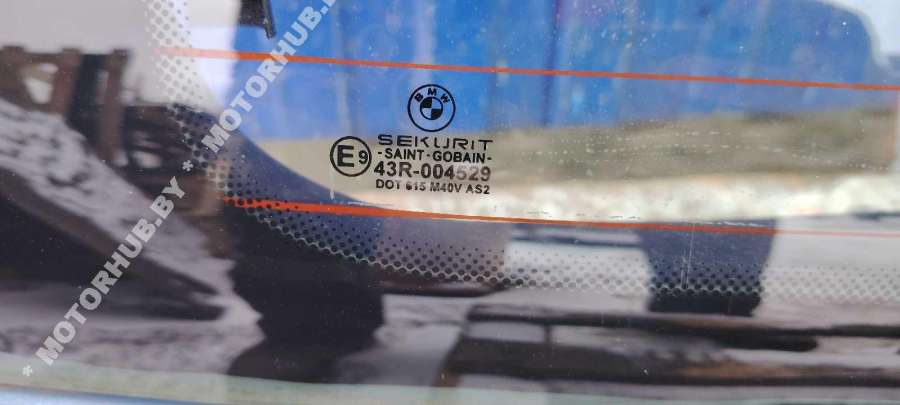 BMW
SEKURIT
-SAINT-GOBAIN-
E9
43R-004529
DOT 615 M40V AS2
* MOTORHUB.BY * MOTORHUB.BY *